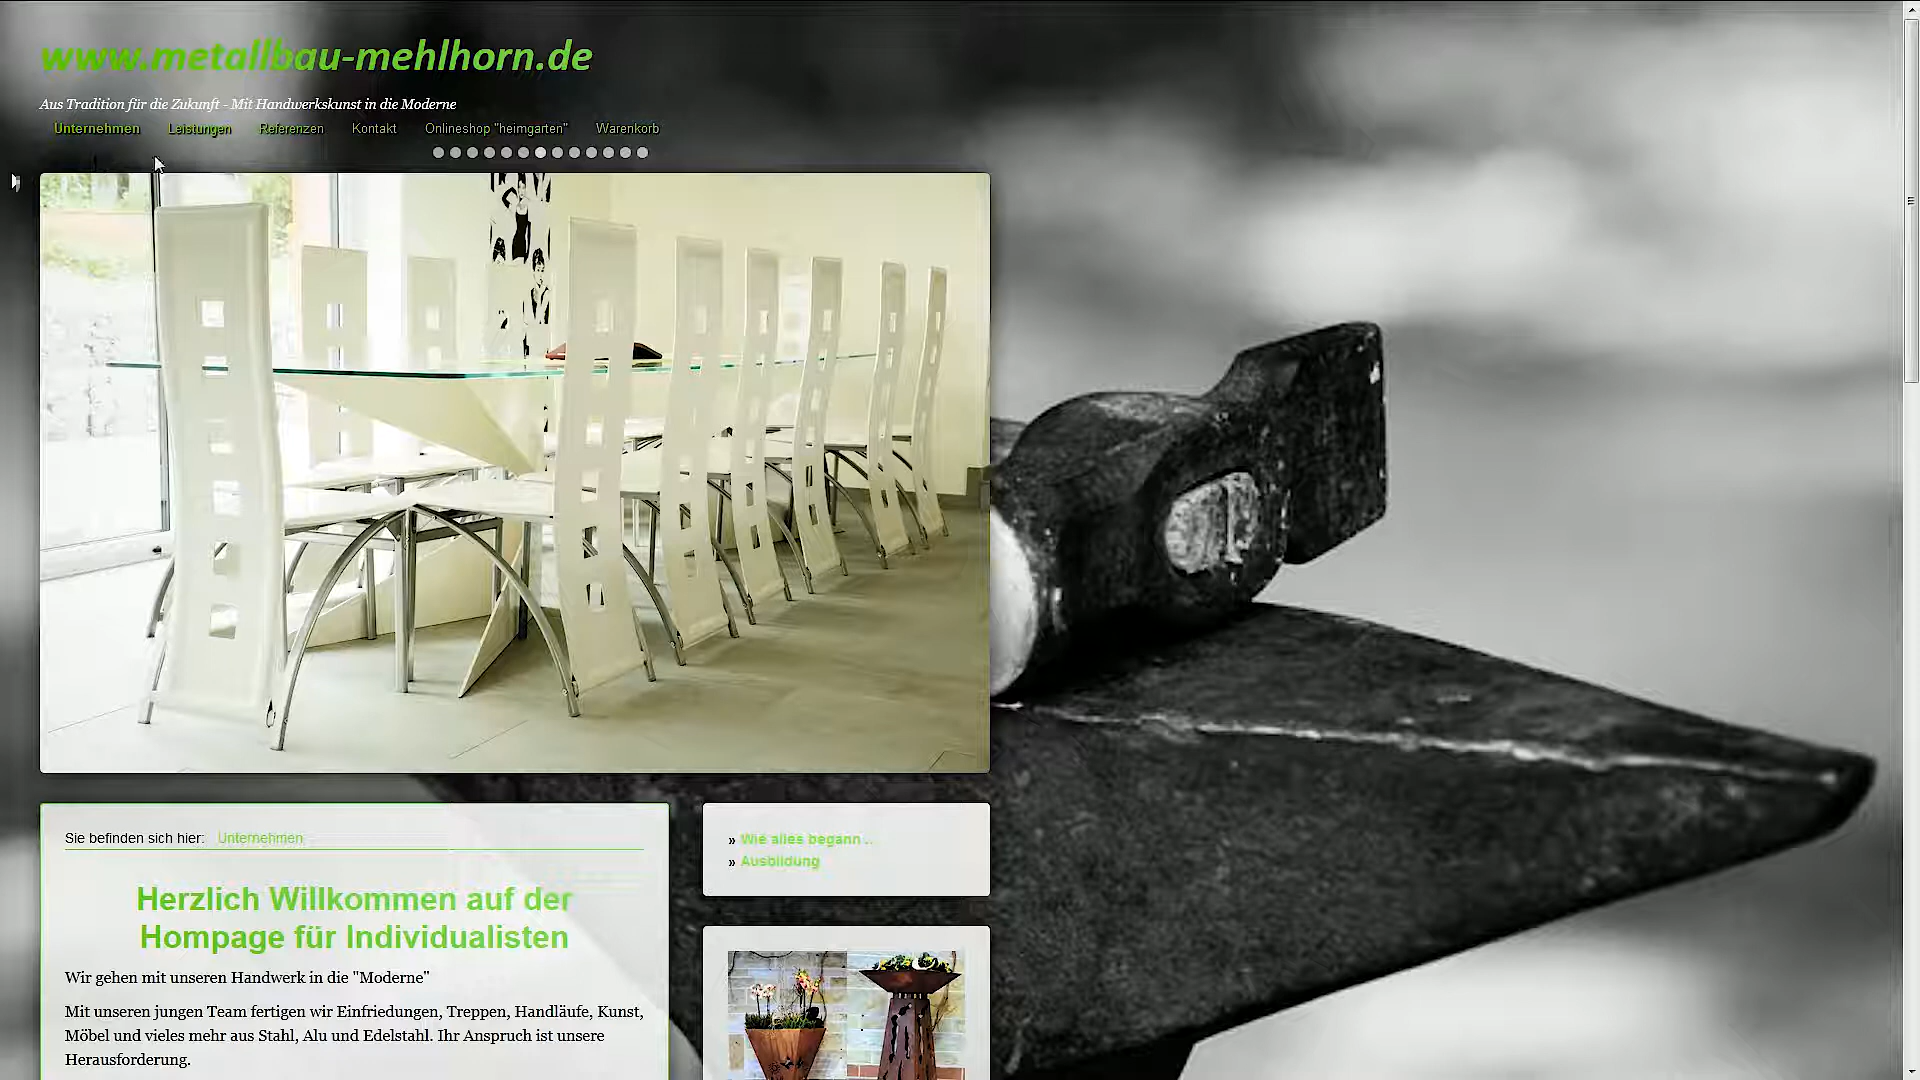 www.metallbau-mehlhorn.de
Aus Tradition für die Zukunft - Mit Handwerkskunst in die Moderne
Unternehmen Leistungen Referenzen Kontakt Onlineshop "heimgarten" Warenkorb
Sie befinden sich hier: Unternehmen
Herzlich Willkommen auf der
Hompage für Individualisten
Wir gehen mit unseren Handwerk in die "Moderne"
Mit unseren jungen Team fertigen wir Einfriedungen, Treppen, Handläufe, Kunst,
Möbel und vieles mehr aus Stahl, Alu und Edelstahl. Ihr Anspruch ist unsere
Herausforderung.
» Wie alles begann ..
» Ausbildung